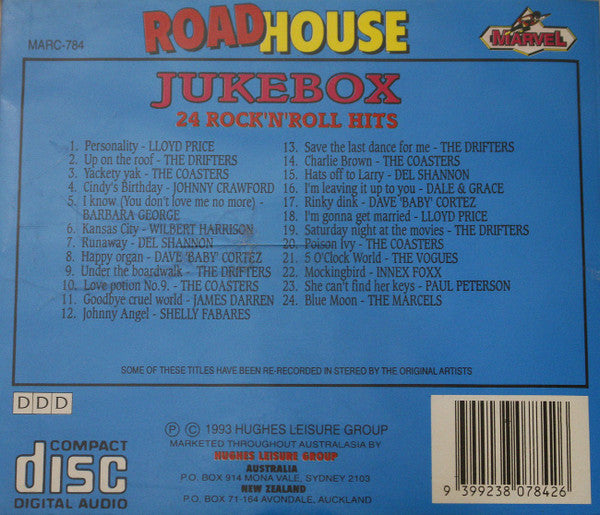 MARC-784
ROADHOUSE
MARVEL
JUKEBOX
24 ROCK'N'ROLL HITS
1. Personality - LLOYD PRICE
2. Up on the roof - THE DRIFTERS
3. Yackety yak - THE COASTERS
4. Cindy's Birthday - JOHNNY CRAWFORD
5. I know (You don't love me no more) -
BARBARA GEORGE
6. Kansas City - WILBERT HARRISON
7. Runaway - DEL SHANNON
8. Happy organ - DAVE 'BABY' CORTEZ
9. Under the boardwalk - THE DRIFTERS
10. Love potion No.9. - THE COASTERS
11. Goodbye cruel world - JAMES DARREN
12. Johnny Angel - SHELLY FABARES
13. Save the last dance for me - THE DRIFTERS
14. Charlie Brown - THE COASTERS
15. Hats off to Larry - DEL SHANNON
16. I'm leaving it up to you - DALE & GRACE
17. Rinky dink - DAVE 'BABY' CORTEZ
18. I'm gonna get married - LLOYD PRICE
19. Saturday night at the movies - THE DRIFTERS
20. Poison Ivy - THE COASTERS
21. 5 O'Clock World - THE VOGUES
22. Mockingbird - INNEX FOXX
23. She can't find her keys - PAUL PETERSON
24. Blue Moon - THE MARCELS
SOME OF THESE TITLES HAVE BEEN RE-RECORDED IN STEREO BY THE ORIGINAL ARTISTS
DDD
COMPACT
disc
DIGITAL AUDIO
Ⓟ © 1993 HUGHES LEISURE GROUP
MARKETED THROUGHOUT AUSTRALASIA BY
HUGHES LEISURE GROUP
AUSTRALIA
P.O. BOX 914 MONA VALE, SYDNEY 2103
NEW ZEALAND
P.O. BOX 71-164 AVONDALE, AUCKLAND
9 399238 078426